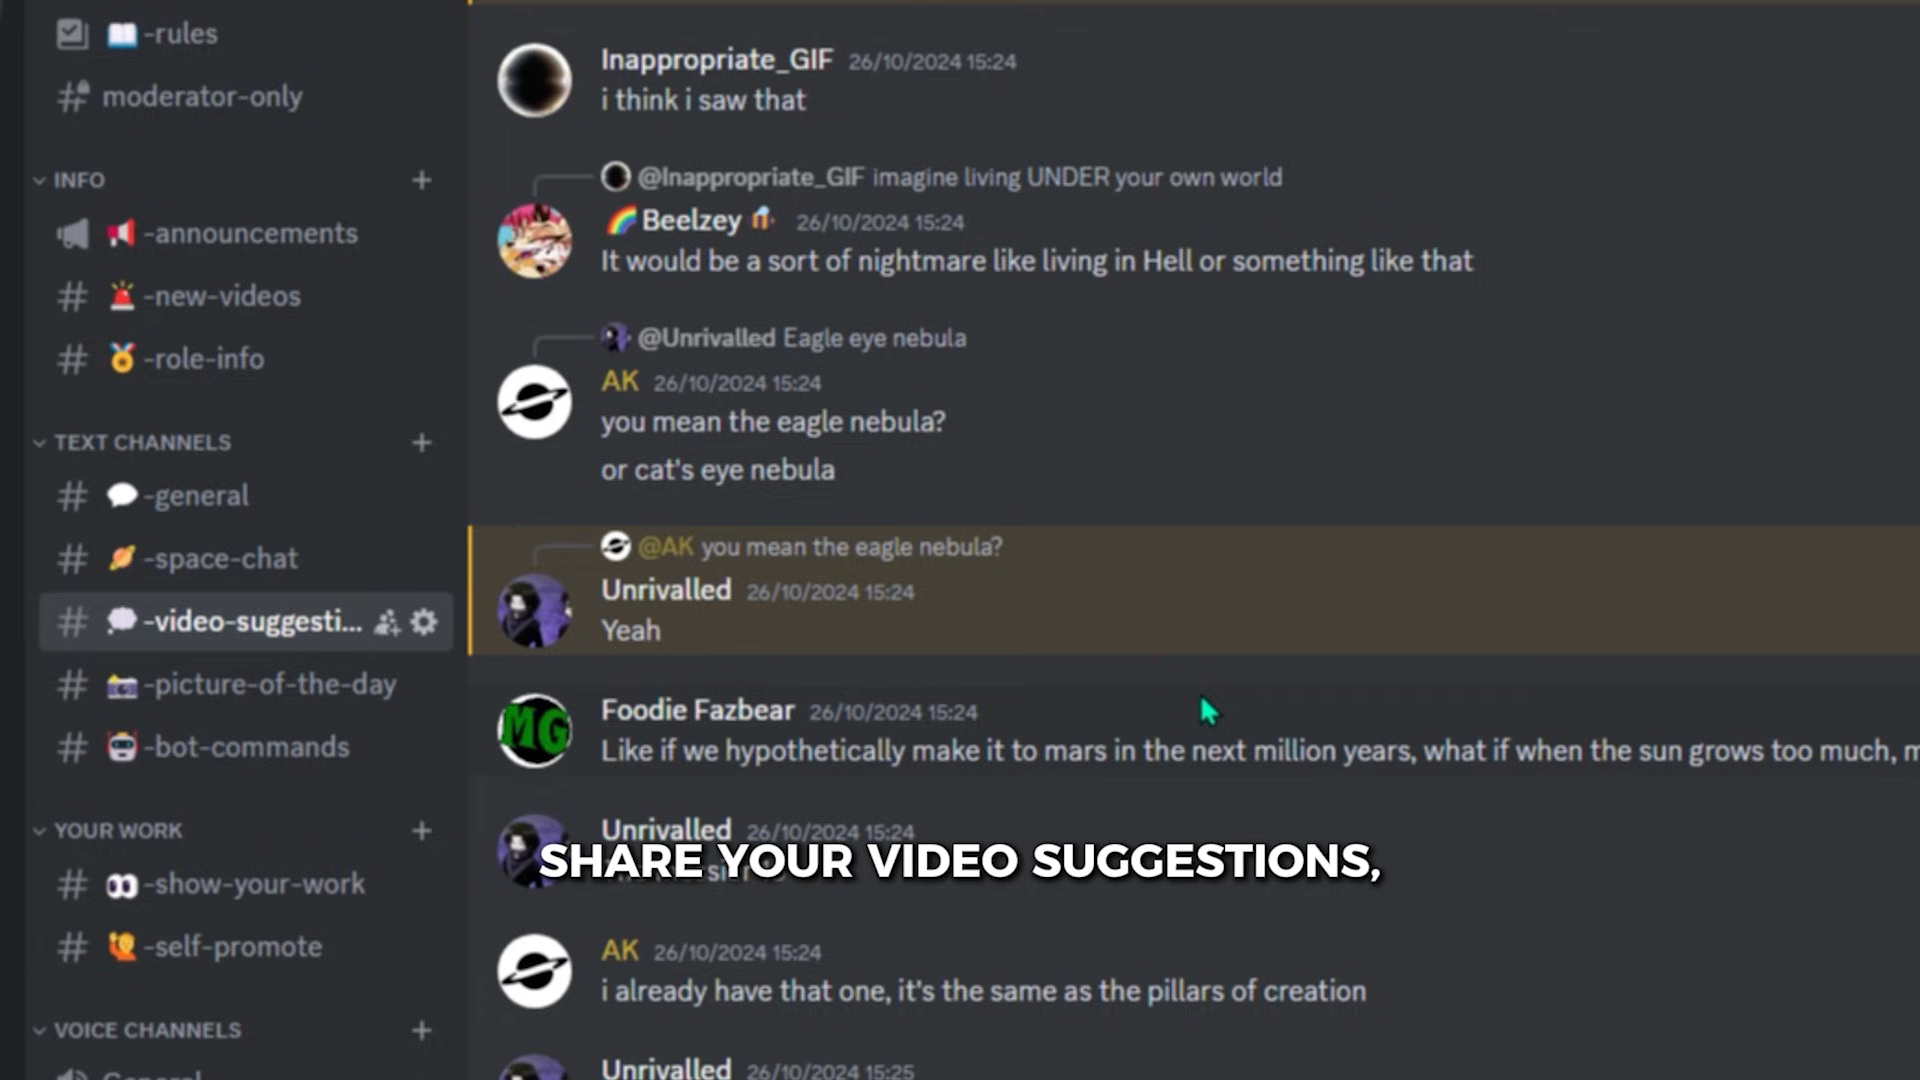 -rules
moderator-only
INFO
-announcements
-new-videos
-role-info
TEXT CHANNELS
-general
-space-chat
-video-suggesti...
-picture-of-the-day
-bot-commands
YOUR WORK
-show-your-work
-self-promote
VOICE CHANNELS
General
Inappropriate_GIF 26/10/2024 15:24
i think i saw that
@Inappropriate_GIF imagine living UNDER your own world
Beelzey 26/10/2024 15:24
It would be a sort of nightmare like living in Hell or something like that
@Unrivalled Eagle eye nebula
AK 26/10/2024 15:24
you mean the eagle nebula?
or cat's eye nebula
@AK you mean the eagle nebula?
Unrivalled 26/10/2024 15:24
Yeah
Foodie Fazbear 26/10/2024 15:24
MG
Like if we hypothetically make it to mars in the next million years, what if when the sun grows too much, m
Unrivalled 26/10/2024 15:24
SHARE YOUR VIDEO SUGGESTIONS,
AK 26/10/2024 15:24
i already have that one, it's the same as the pillars of creation
Unrivalled 26/10/2024 15:25